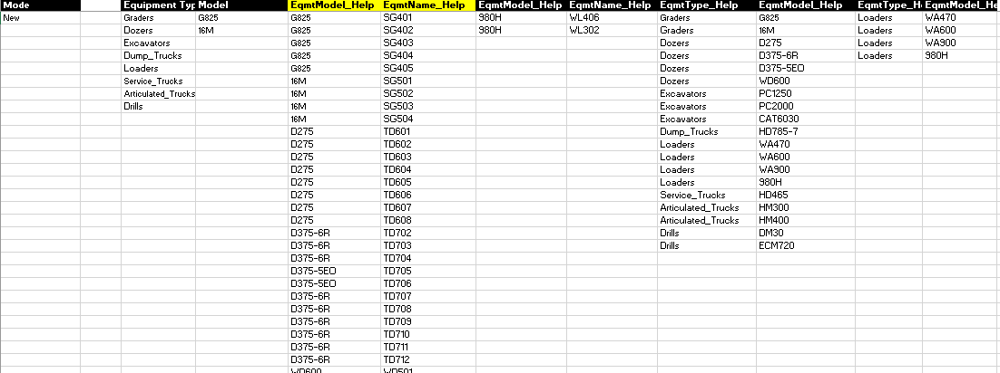 Mode Equipment Typ Model EqmtModel_Help EqmtName_Help EqmtModel_Help EqmtName_Help EqmtType_Help EqmtModel_Help EqmtType_He EqmtModel_He
New Graders G825 G825 SG401 980H WL406 Graders G825 Loaders WA470
Dozers 16M G825 SG402 980H WL302 Graders 16M Loaders WA600
Excavators G825 SG403 Dozers D275 Loaders WA900
Dump_Trucks G825 SG404 Dozers D375-6R Loaders 980H
Loaders G825 SG405 Dozers D375-5EO
Service_Trucks 16M SG501 Dozers WD600
Articulated_Trucks 16M SG502 Excavators PC1250
Drills 16M SG503 Excavators PC2000
16M SG504 Excavators CAT6030
D275 TD601 Dump_Trucks HD785-7
D275 TD602 Loaders WA470
D275 TD603 Loaders WA600
D275 TD604 Loaders WA900
D275 TD605 Loaders 980H
D275 TD606 Service_Trucks HD465
D275 TD607 Articulated_Trucks HM300
D275 TD608 Articulated_Trucks HM400
D375-6R TD702 Drills DM30
D375-6R TD703 Drills ECM720
D375-6R TD704
D375-5EO TD705
D375-5EO TD706
D375-6R TD707
D375-6R TD708
D375-6R TD709
D375-6R TD710
D375-6R TD711
D375-6R TD712
WD600 WD501